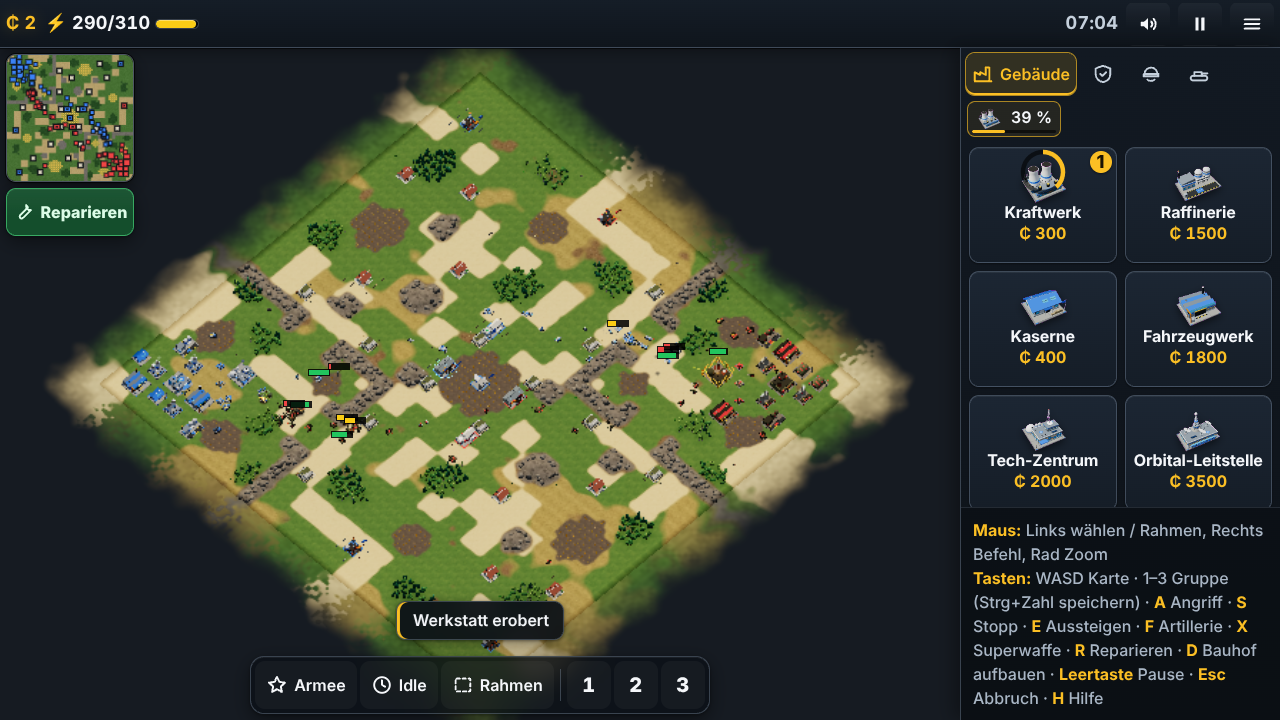 ₵ 2 ⚡ 290/310
07:04
Reparieren
Gebäude
39 %
1
Kraftwerk
₵ 300
Raffinerie
₵ 1500
Kaserne
₵ 400
Fahrzeugwerk
₵ 1800
Tech-Zentrum
₵ 2000
Orbital-Leitstelle
₵ 3500
Maus: Links wählen / Rahmen, Rechts
Befehl, Rad Zoom
Tasten: WASD Karte · 1–3 Gruppe
(Strg+Zahl speichern) · A Angriff · S
Stopp · E Aussteigen · F Artillerie · X
Superwaffe · R Reparieren · D Bauhof
aufbauen · Leertaste Pause · Esc
Abbruch · H Hilfe
Werkstatt erobert
Armee Idle Rahmen 1 2 3